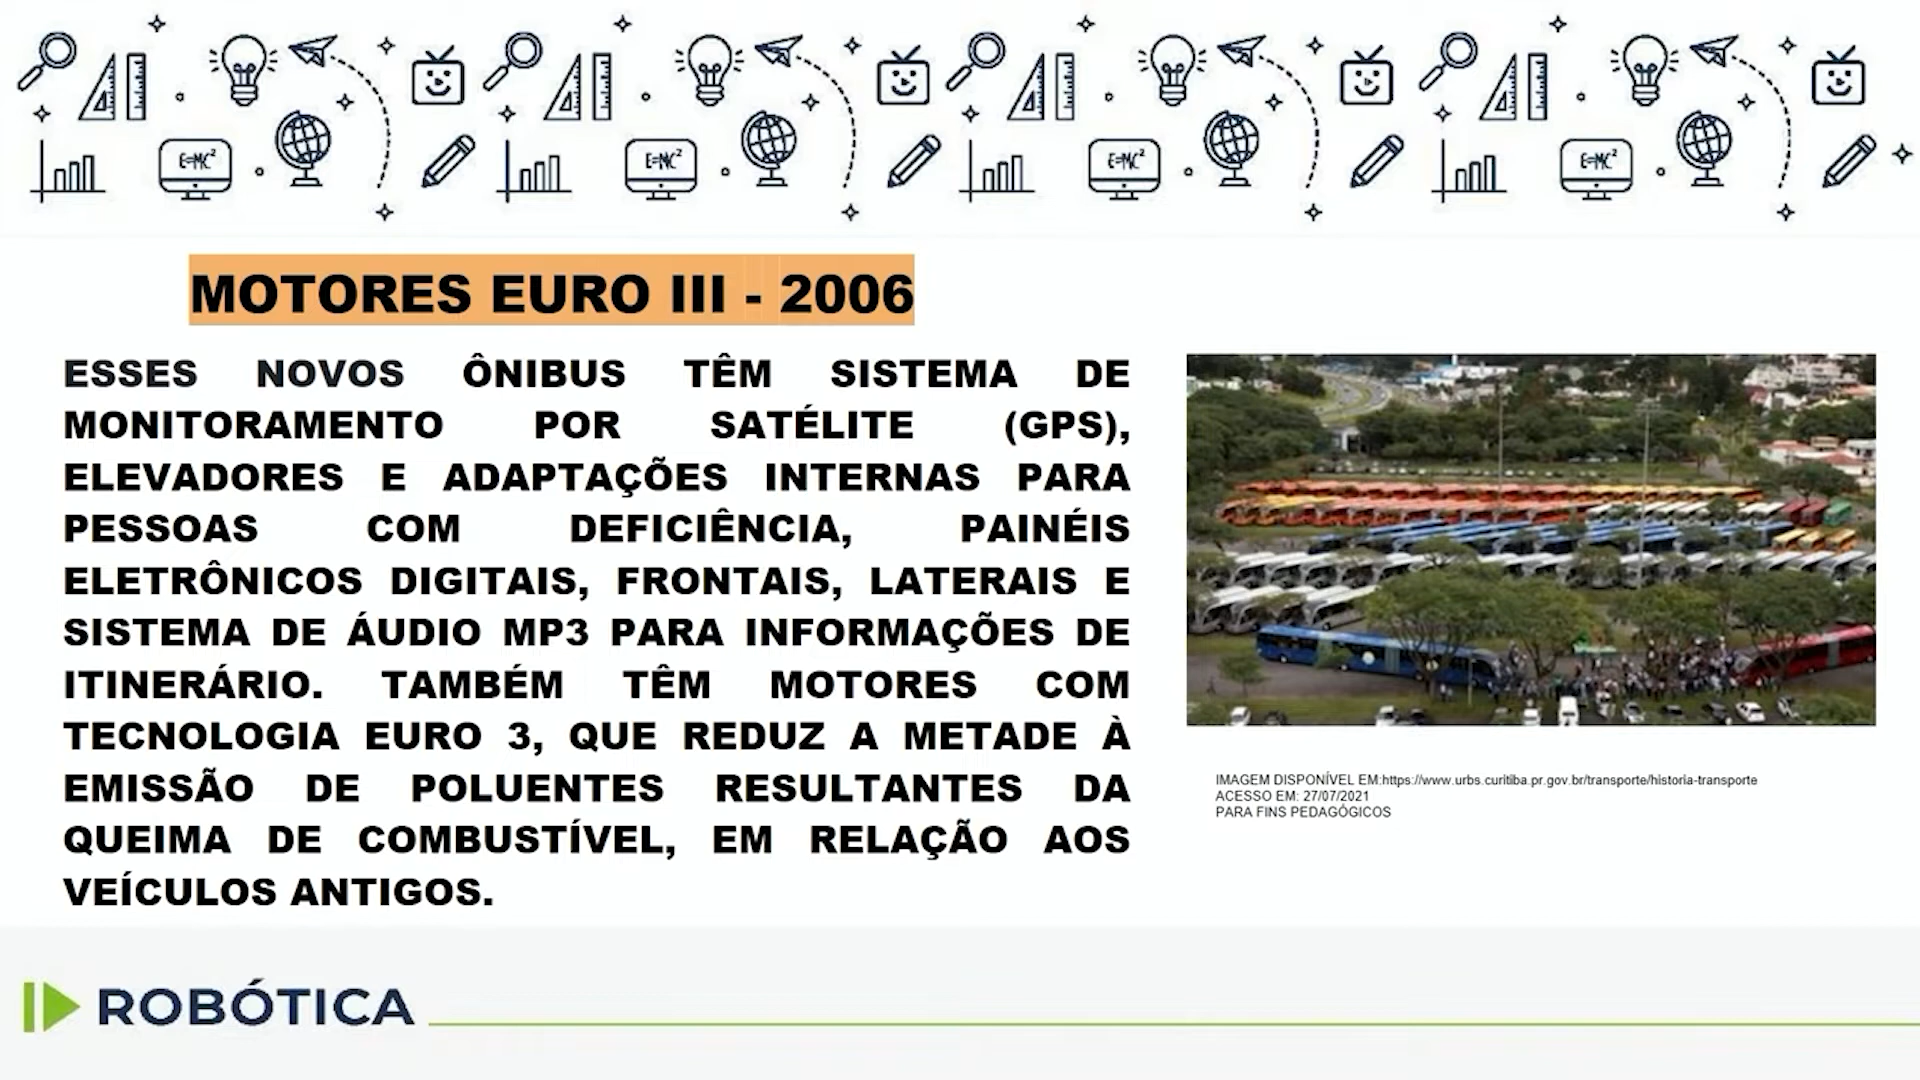 E=MC²
E=MC²
E=MC²
E=MC²
MOTORES EURO III - 2006
ESSES NOVOS ÔNIBUS TÊM SISTEMA DE
MONITORAMENTO POR SATÉLITE (GPS),
ELEVADORES E ADAPTAÇÕES INTERNAS PARA
PESSOAS COM DEFICIÊNCIA, PAINÉIS
ELETRÔNICOS DIGITAIS, FRONTAIS, LATERAIS E
SISTEMA DE ÁUDIO MP3 PARA INFORMAÇÕES DE
ITINERÁRIO. TAMBÉM TÊM MOTORES COM
TECNOLOGIA EURO 3, QUE REDUZ A METADE À
EMISSÃO DE POLUENTES RESULTANTES DA
QUEIMA DE COMBUSTÍVEL, EM RELAÇÃO AOS
VEÍCULOS ANTIGOS.
IMAGEM DISPONÍVEL EM:https://www.urbs.curitiba.pr.gov.br/transporte/historia-transporte
ACESSO EM: 27/07/2021
PARA FINS PEDAGÓGICOS
ROBÓTICA